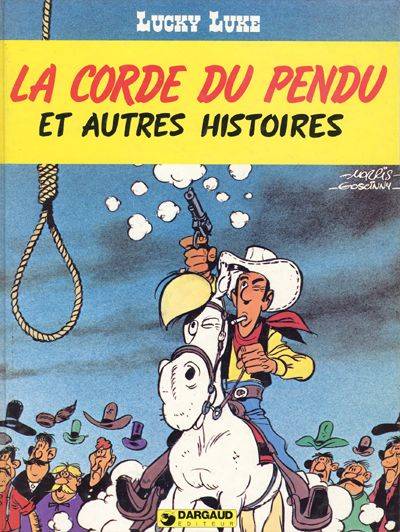 LUCKY LUKE
LA CORDE DU PENDU
ET AUTRES HISTOIRES
MORRIS
GOSCINNY
DARGAUD
EDITEUR